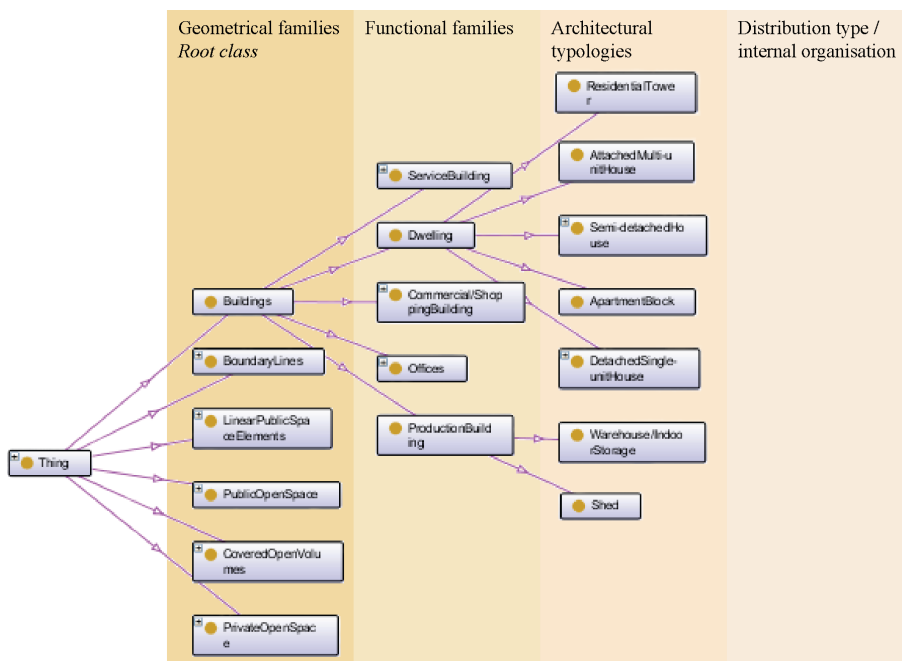 Geometrical families
Root class
Functional families
Architectural
typologies
Distribution type /
internal organisation
ResidentialTowe
r
AttachedMulti-u
nitHouse
ServiceBuilding
Dwelling
Semi-detachedHo
use
Buildings
Commercial/Shop
pingBuilding
ApartmentBlock
BoundaryLines
Offices
DetachedSingle-
unitHouse
LinearPublicSpa
ceElements
ProductionBuild
ing
Warehouse/Indoo
rStorage
Thing
PublicOpenSpace
Shed
CoveredOpenVolu
mes
PrivateOpenSpac
e